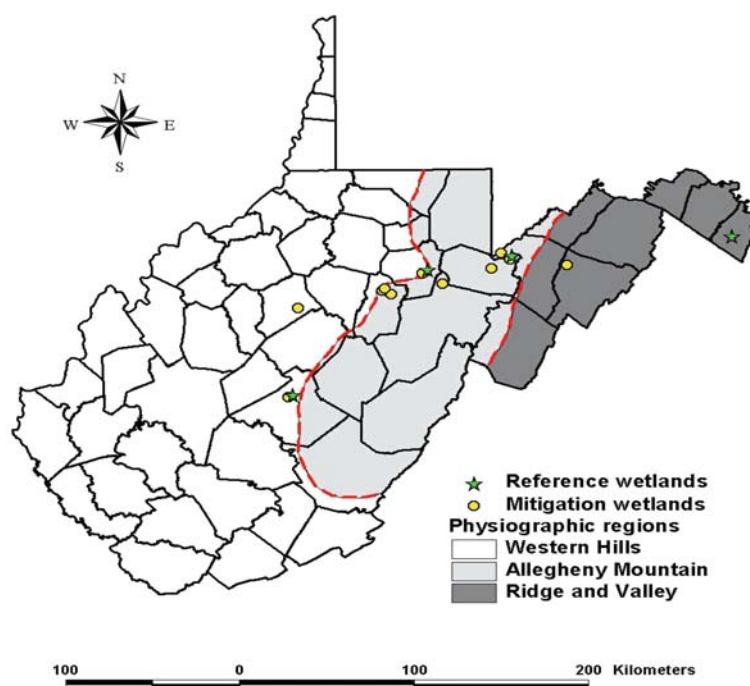 N
W E
S
Reference wetlands
Mitigation wetlands
Physiographic regions
Western Hills
Allegheny Mountain
Ridge and Valley
100 0 100 200 Kilometers